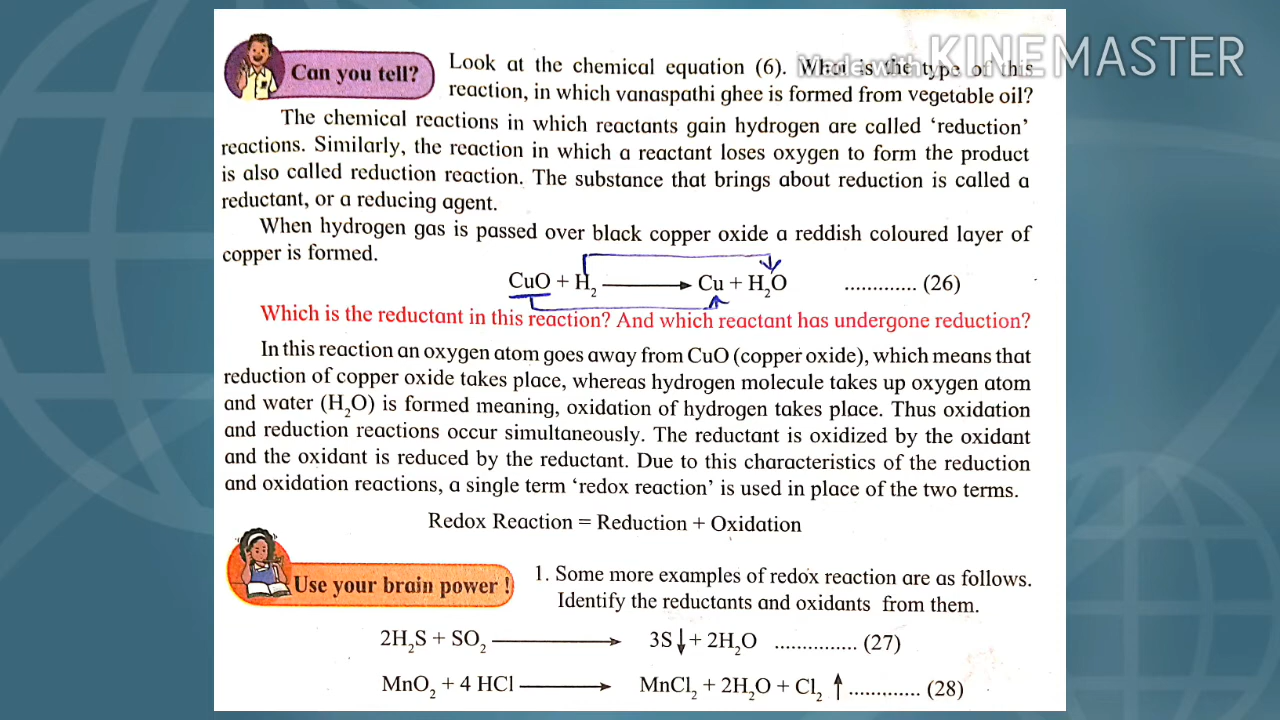 Made with KINEMASTER
Can you tell?
Look at the chemical equation (6). What is the type of this
reaction, in which vanaspathi ghee is formed from vegetable oil?
The chemical reactions in which reactants gain hydrogen are called ‘reduction’
reactions. Similarly, the reaction in which a reactant loses oxygen to form the product
is also called reduction reaction. The substance that brings about reduction is called a
reductant, or a reducing agent.
When hydrogen gas is passed over black copper oxide a reddish coloured layer of
copper is formed.
CuO + H₂ ⟶ Cu + H₂O ............. (26)
Which is the reductant in this reaction? And which reactant has undergone reduction?
In this reaction an oxygen atom goes away from CuO (copper oxide), which means that
reduction of copper oxide takes place, whereas hydrogen molecule takes up oxygen atom
and water (H₂O) is formed meaning, oxidation of hydrogen takes place. Thus oxidation
and reduction reactions occur simultaneously. The reductant is oxidized by the oxidant
and the oxidant is reduced by the reductant. Due to this characteristics of the reduction
and oxidation reactions, a single term ‘redox reaction’ is used in place of the two terms.
Redox Reaction = Reduction + Oxidation
Use your brain power !
1. Some more examples of redox reaction are as follows.
Identify the reductants and oxidants from them.
2H₂S + SO₂ ⟶ 3S↓ + 2H₂O ............... (27)
MnO₂ + 4 HCl ⟶ MnCl₂ + 2H₂O + Cl₂ ↑ ............. (28)